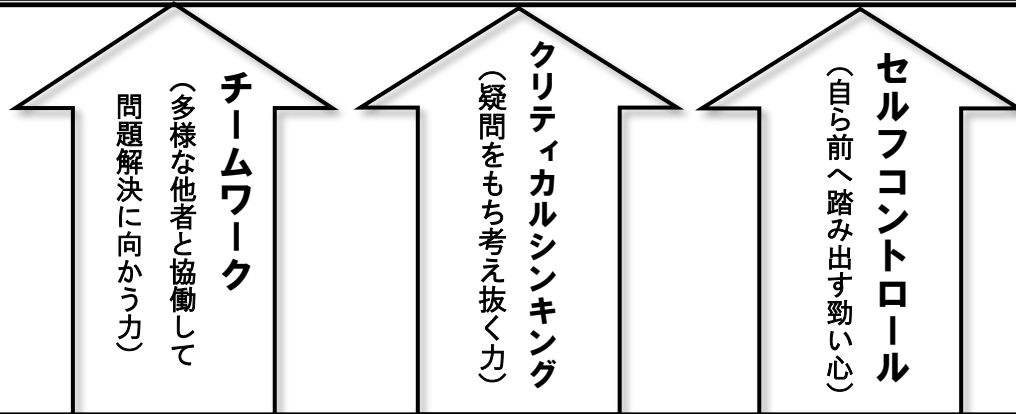 セルフコントロール
（自ら前へ踏み出す勁い心）
クリティカルシンキング
（疑問をもち考え抜く力）
チームワーク
（多様な他者と協働して
問題解決に向かう力）